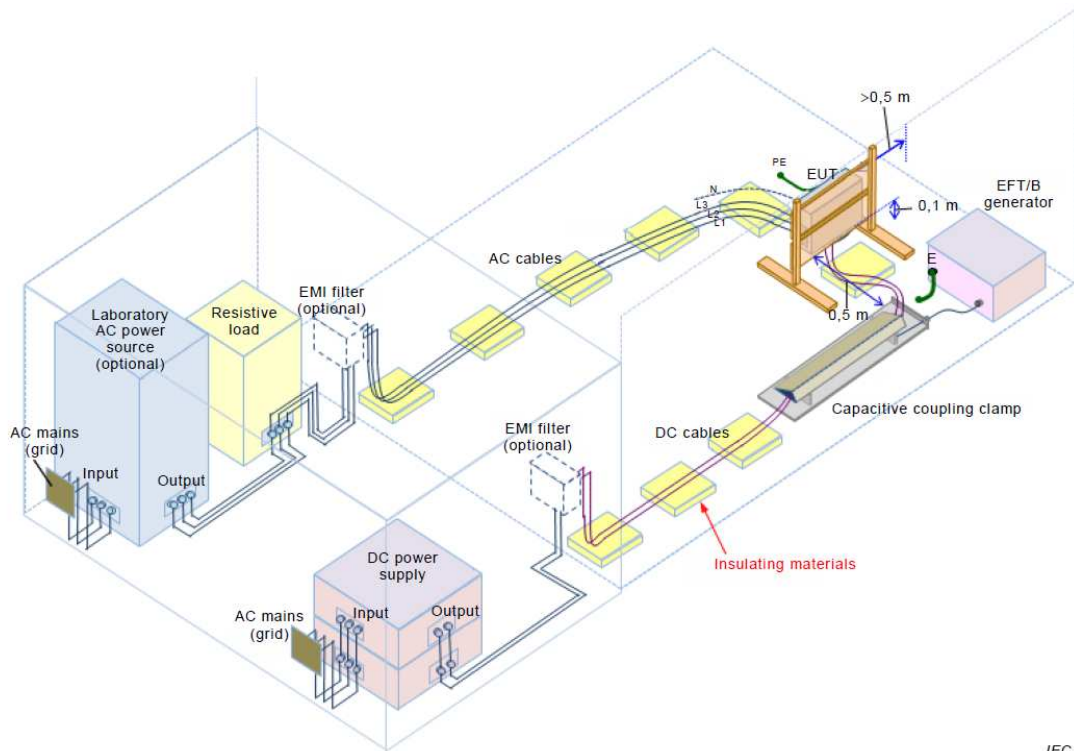 >0,5 m
PE
EUT
N
L3
L2
L1
0,1 m
EFT/B
generator
E
AC cables
0,5 m
EMI filter
(optional)
Laboratory
AC power
source
(optional)
Resistive
load
Capacitive coupling clamp
AC mains
(grid)
Input
Output
EMI filter
(optional)
DC cables
Insulating materials
DC power
supply
AC mains
(grid)
Input
Output
IEC